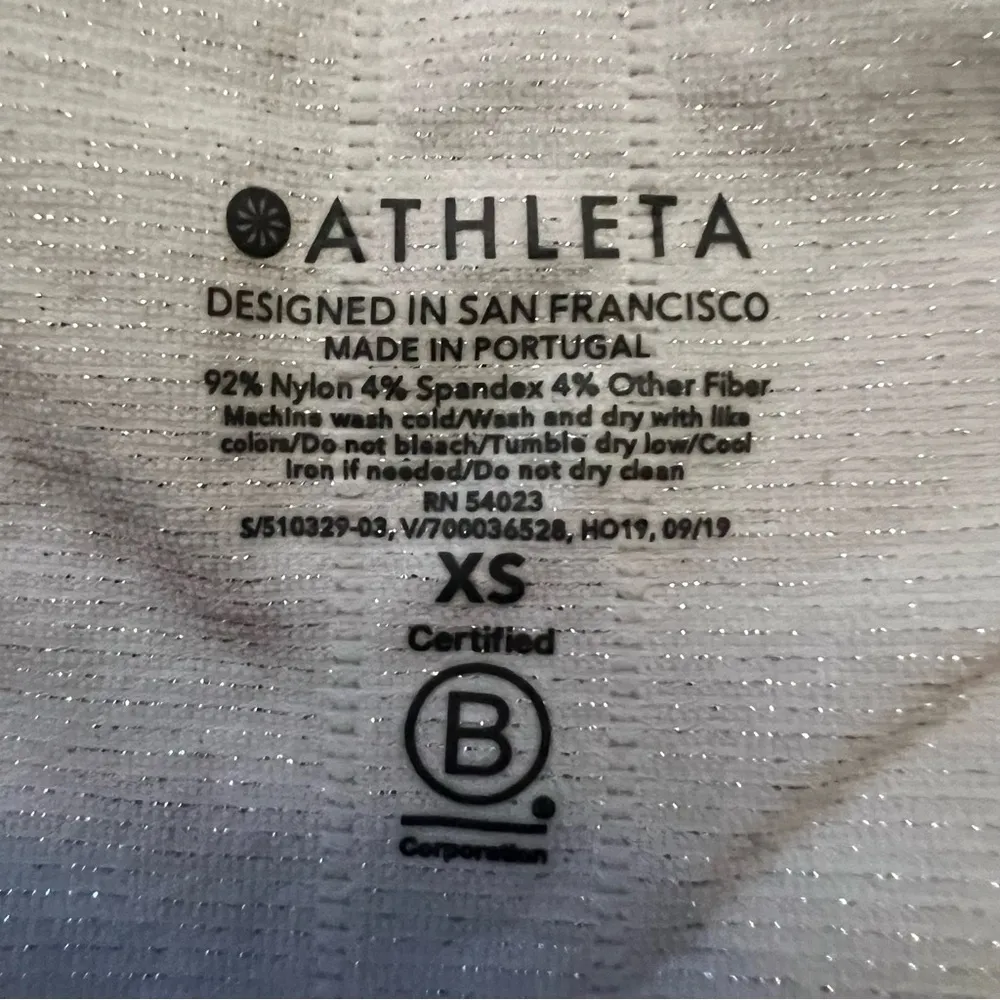 ATHLETA
DESIGNED IN SAN FRANCISCO
MADE IN PORTUGAL
92% Nylon 4% Spandex 4% Other Fiber
Machine wash cold/Wash and dry with like
colors/Do not bleach/Tumble dry low/Cool
Iron if needed/Do not dry clean
RN 54023
S/510329-03, V/700036528, HO19, 09/19
XS
Certified
B
Corporation